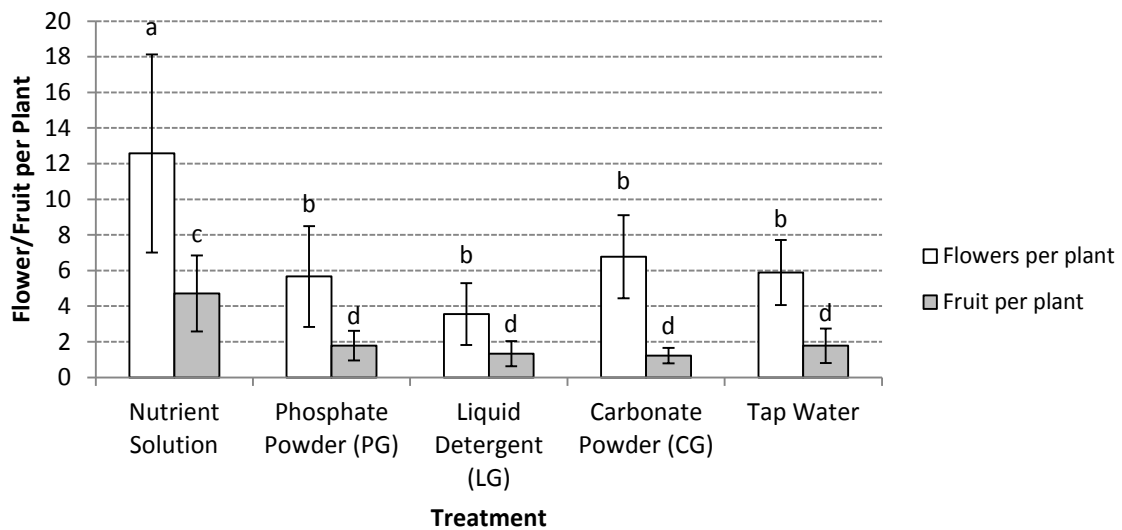 Flower/Fruit per Plant
20
18
16
14
12
10
8
6
4
2
0
a
c
b
d
b
d
b
d
b
d
Nutrient
Solution
Phosphate
Powder (PG)
Liquid
Detergent
(LG)
Carbonate
Powder (CG)
Tap Water
Treatment
Flowers per plant
Fruit per plant